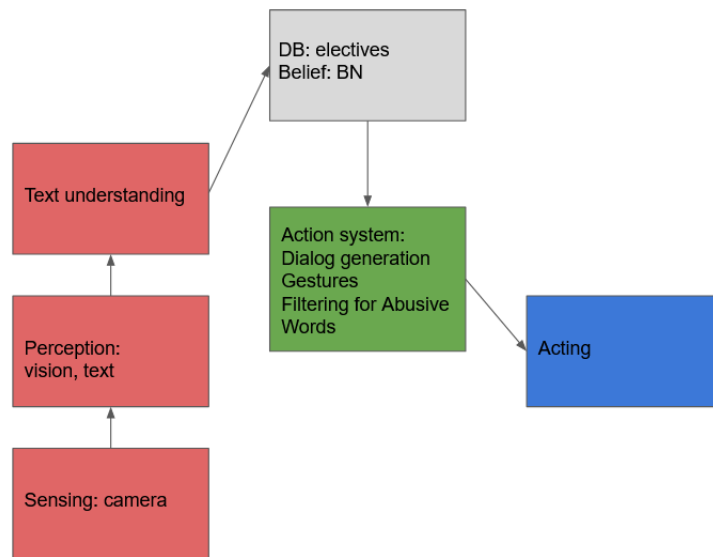 DB: electives
Belief: BN
Text understanding
Action system:
Dialog generation
Gestures
Filtering for Abusive
Words
Perception:
vision, text
Acting
Sensing: camera